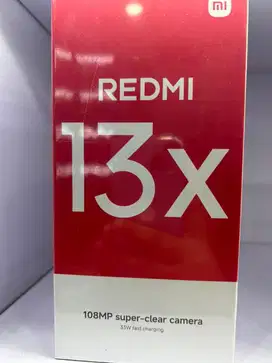 mi
REDMI
13x
108MP super-clear camera
33W fast charging